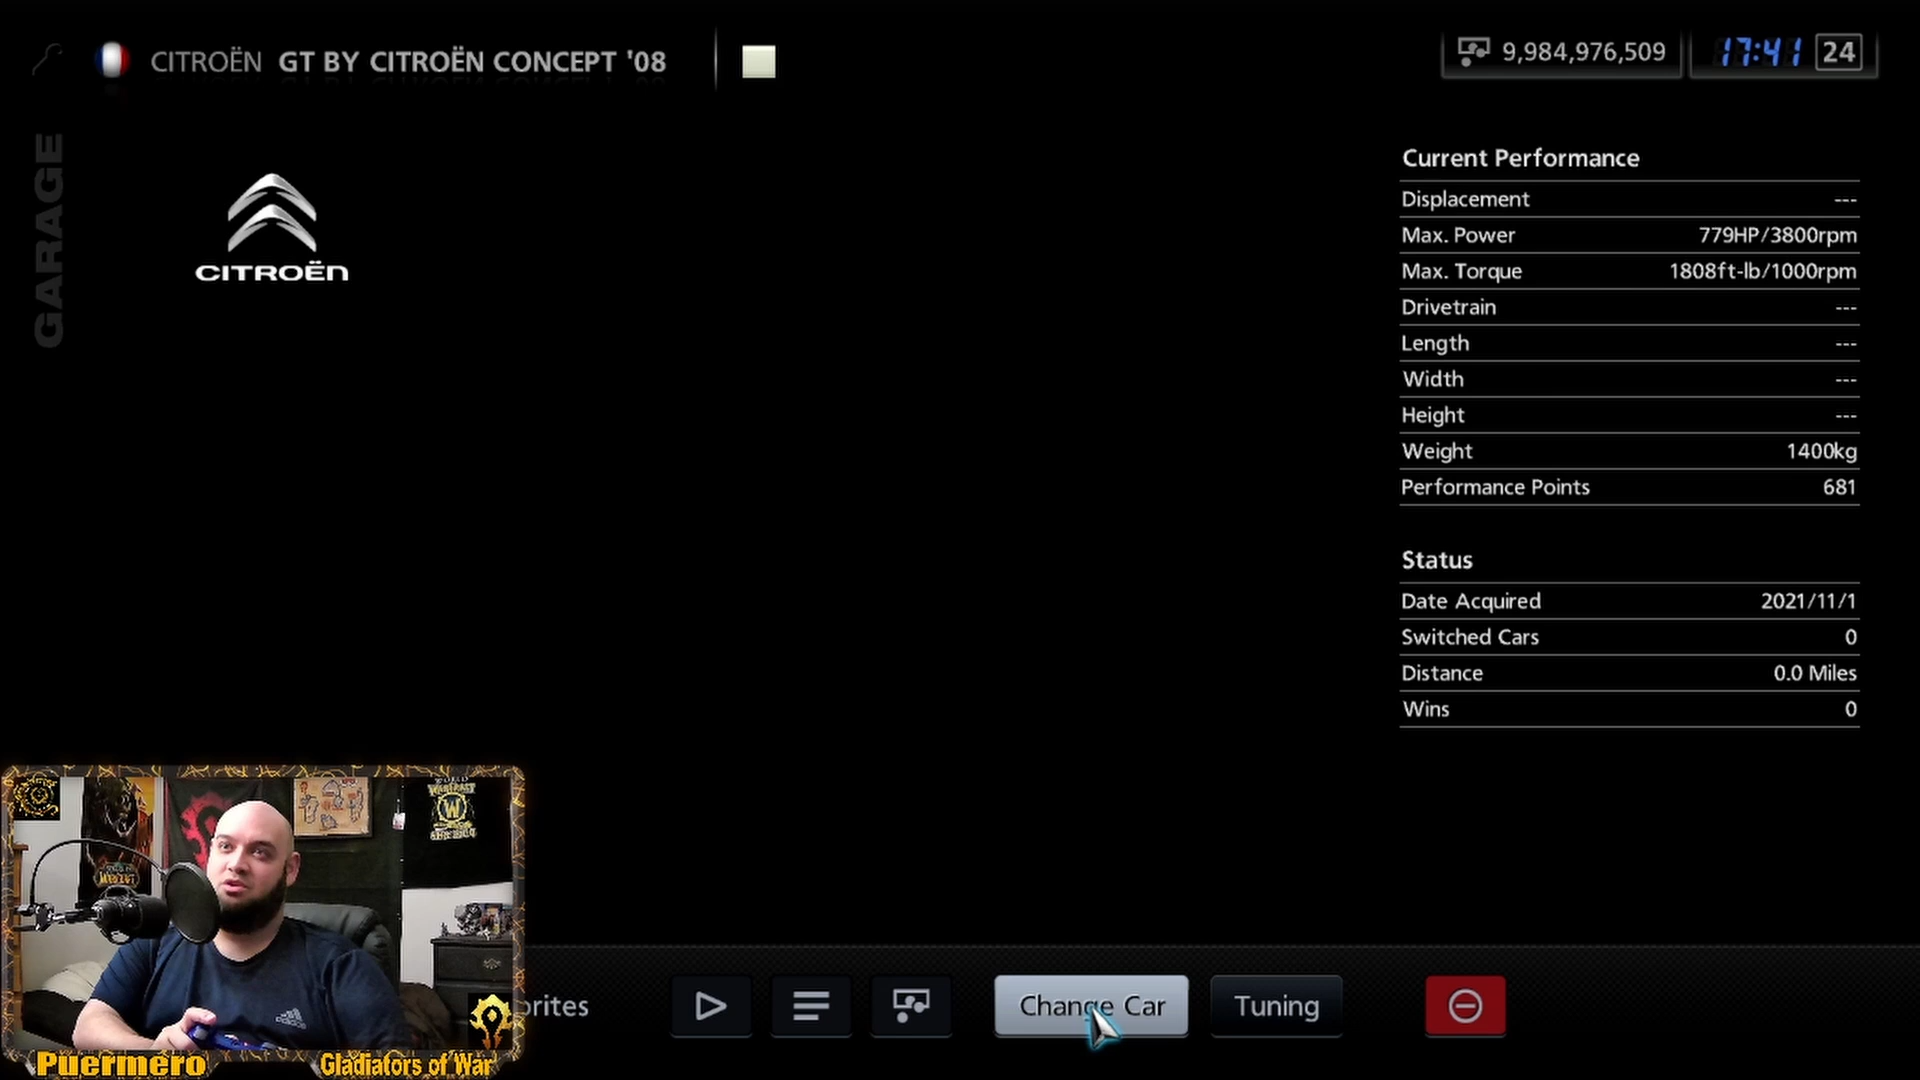 CITROËN GT BY CITROËN CONCEPT '08
9,984,976,509
17:41 24
GARAGE
CITROËN
Current Performance
Displacement ---
Max. Power 779HP/3800rpm
Max. Torque 1808ft-lb/1000rpm
Drivetrain ---
Length ---
Width ---
Height ---
Weight 1400kg
Performance Points 681
Status
Date Acquired 2021/11/1
Switched Cars 0
Distance 0.0 Miles
Wins 0
orites
Change Car
Tuning
adidas
Puermero
Gladiators of War